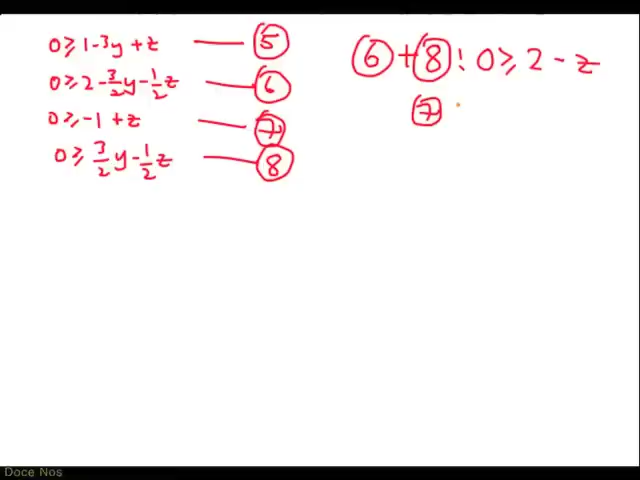 0 ≥ 1 - 3y + z — ⑤
0 ≥ 2 - 3/2 y - 1/2 z — ⑥
0 ≥ -1 + z — ⑦
0 ≥ 3/2 y - 1/2 z — ⑧
⑥ + ⑧ : 0 ≥ 2 - z
⑦
Doce Nos